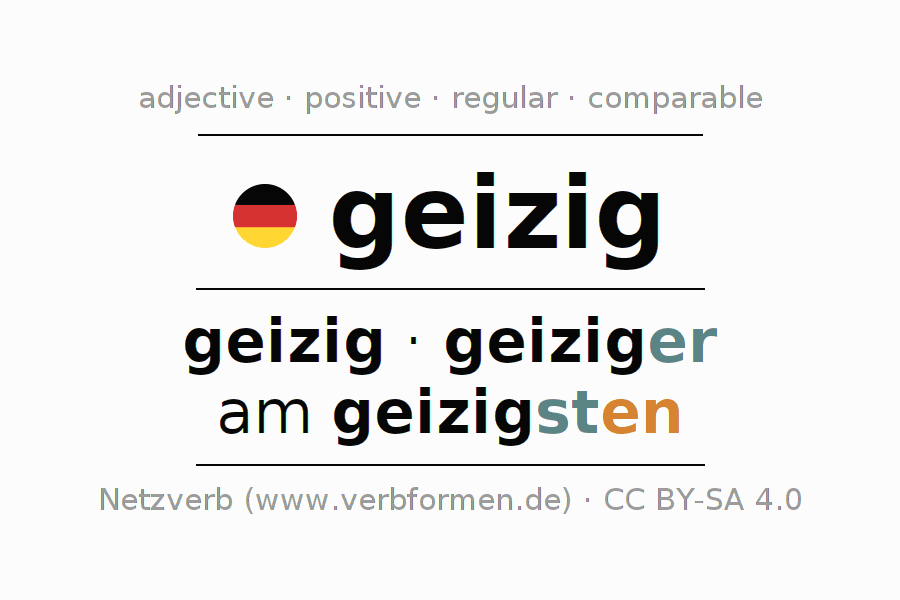 adjective · positive · regular · comparable
geizig
geizig · geiziger
am geizigsten
Netzverb (www.verbformen.de) · CC BY-SA 4.0